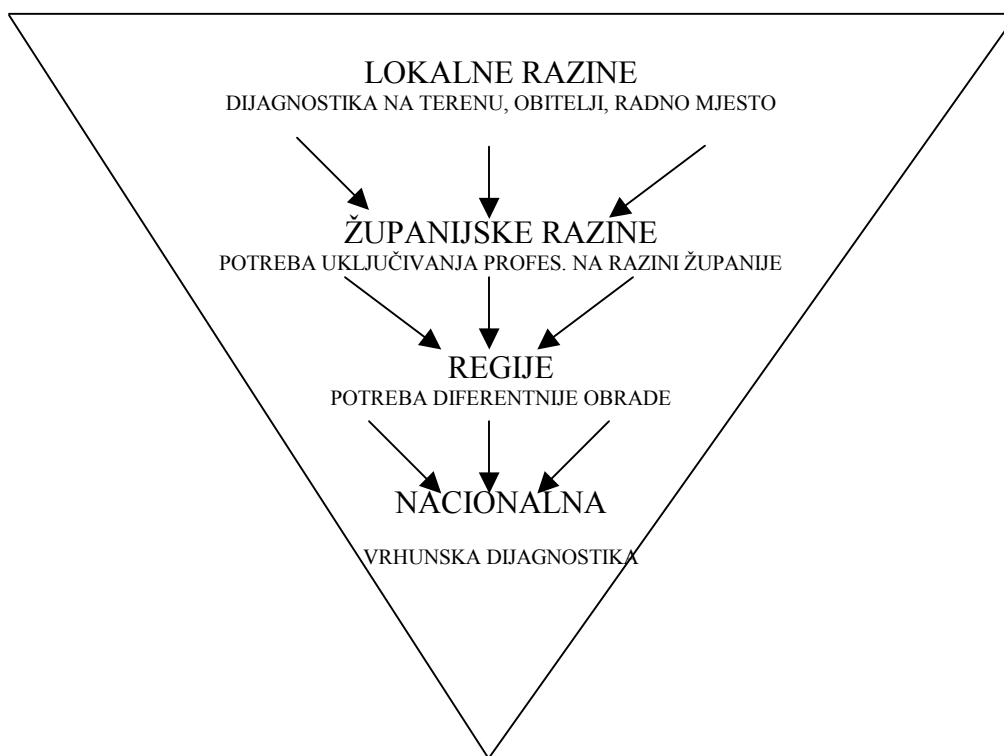 LOKALNE RAZINE
DIJAGNOSTIKA NA TERENU, OBITELJI, RADNO MJESTO
ŽUPANIJSKE RAZINE
POTREBA UKLJUČIVANJA PROFES. NA RAZINI ŽUPANIJE
REGIJE
POTREBA DIFERENTNIJE OBRADE
NACIONALNA
VRHUNSKA DIJAGNOSTIKA